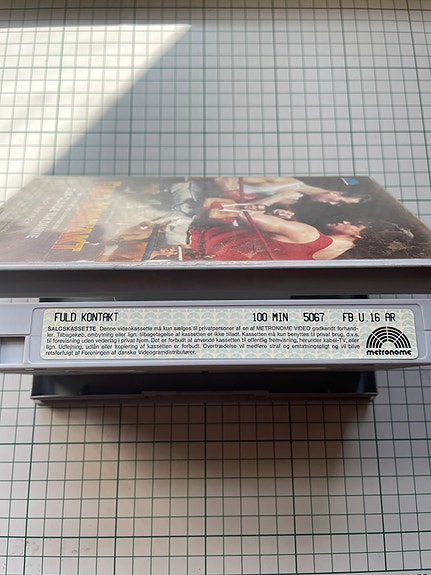 FULD KONTAKT 100 MIN 5067 FB.U.16 ÅR
SALGSKASSETTE. Denne videokassette må kun sælges til privatpersoner af en af METRONOME VIDEO godkendt forhand-
ler. Tilbagekøb, ombytning eller lign. tilbagetagelse af kassetten er ikke tilladt. Kassetten må kun benyttes til privat brug, d.v.s.
til forevisning uden vederlag i privat hjem. Det er forbudt at anvende kassetten til offentlig fremvisning, herunder kabel-TV, eller
lign. Udlejning, udlån eller kopiering af kassetten er forbudt. Overtrædelse vil medføre straf og erstatningspligt og vil blive
retsforfulgt af Foreningen af danske Videogramdistributører.
metronome